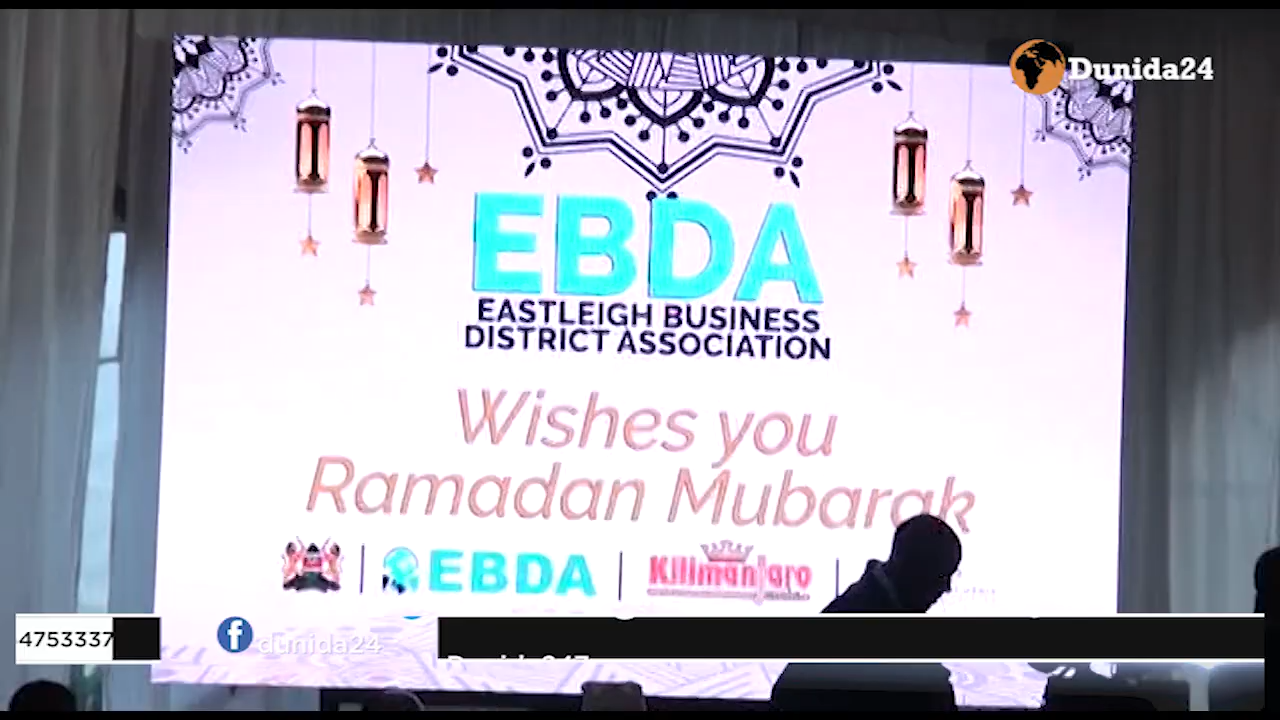 Dunida24
EBDA
EASTLEIGH BUSINESS
DISTRICT ASSOCIATION
Wishes you
Ramadan Mubarak
EBDA
Kilimanjaro
4753337
dunida24